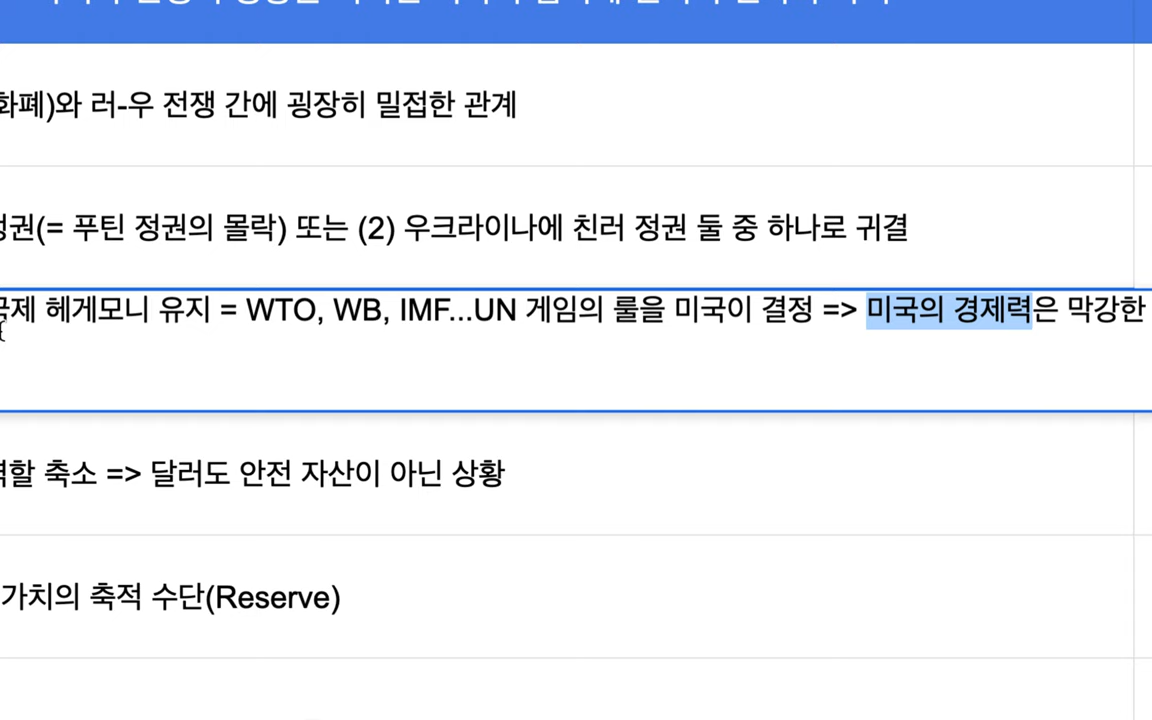 화폐)와 러-우 전쟁 간에 굉장히 밀접한 관계
정권(= 푸틴 정권의 몰락) 또는 (2) 우크라이나에 친러 정권 둘 중 하나로 귀결
국제 헤게모니 유지 = WTO, WB, IMF...UN 게임의 룰을 미국이 결정 => 미국의 경제력은 막강한
역할 축소 => 달러도 안전 자산이 아닌 상황
가치의 축적 수단(Reserve)